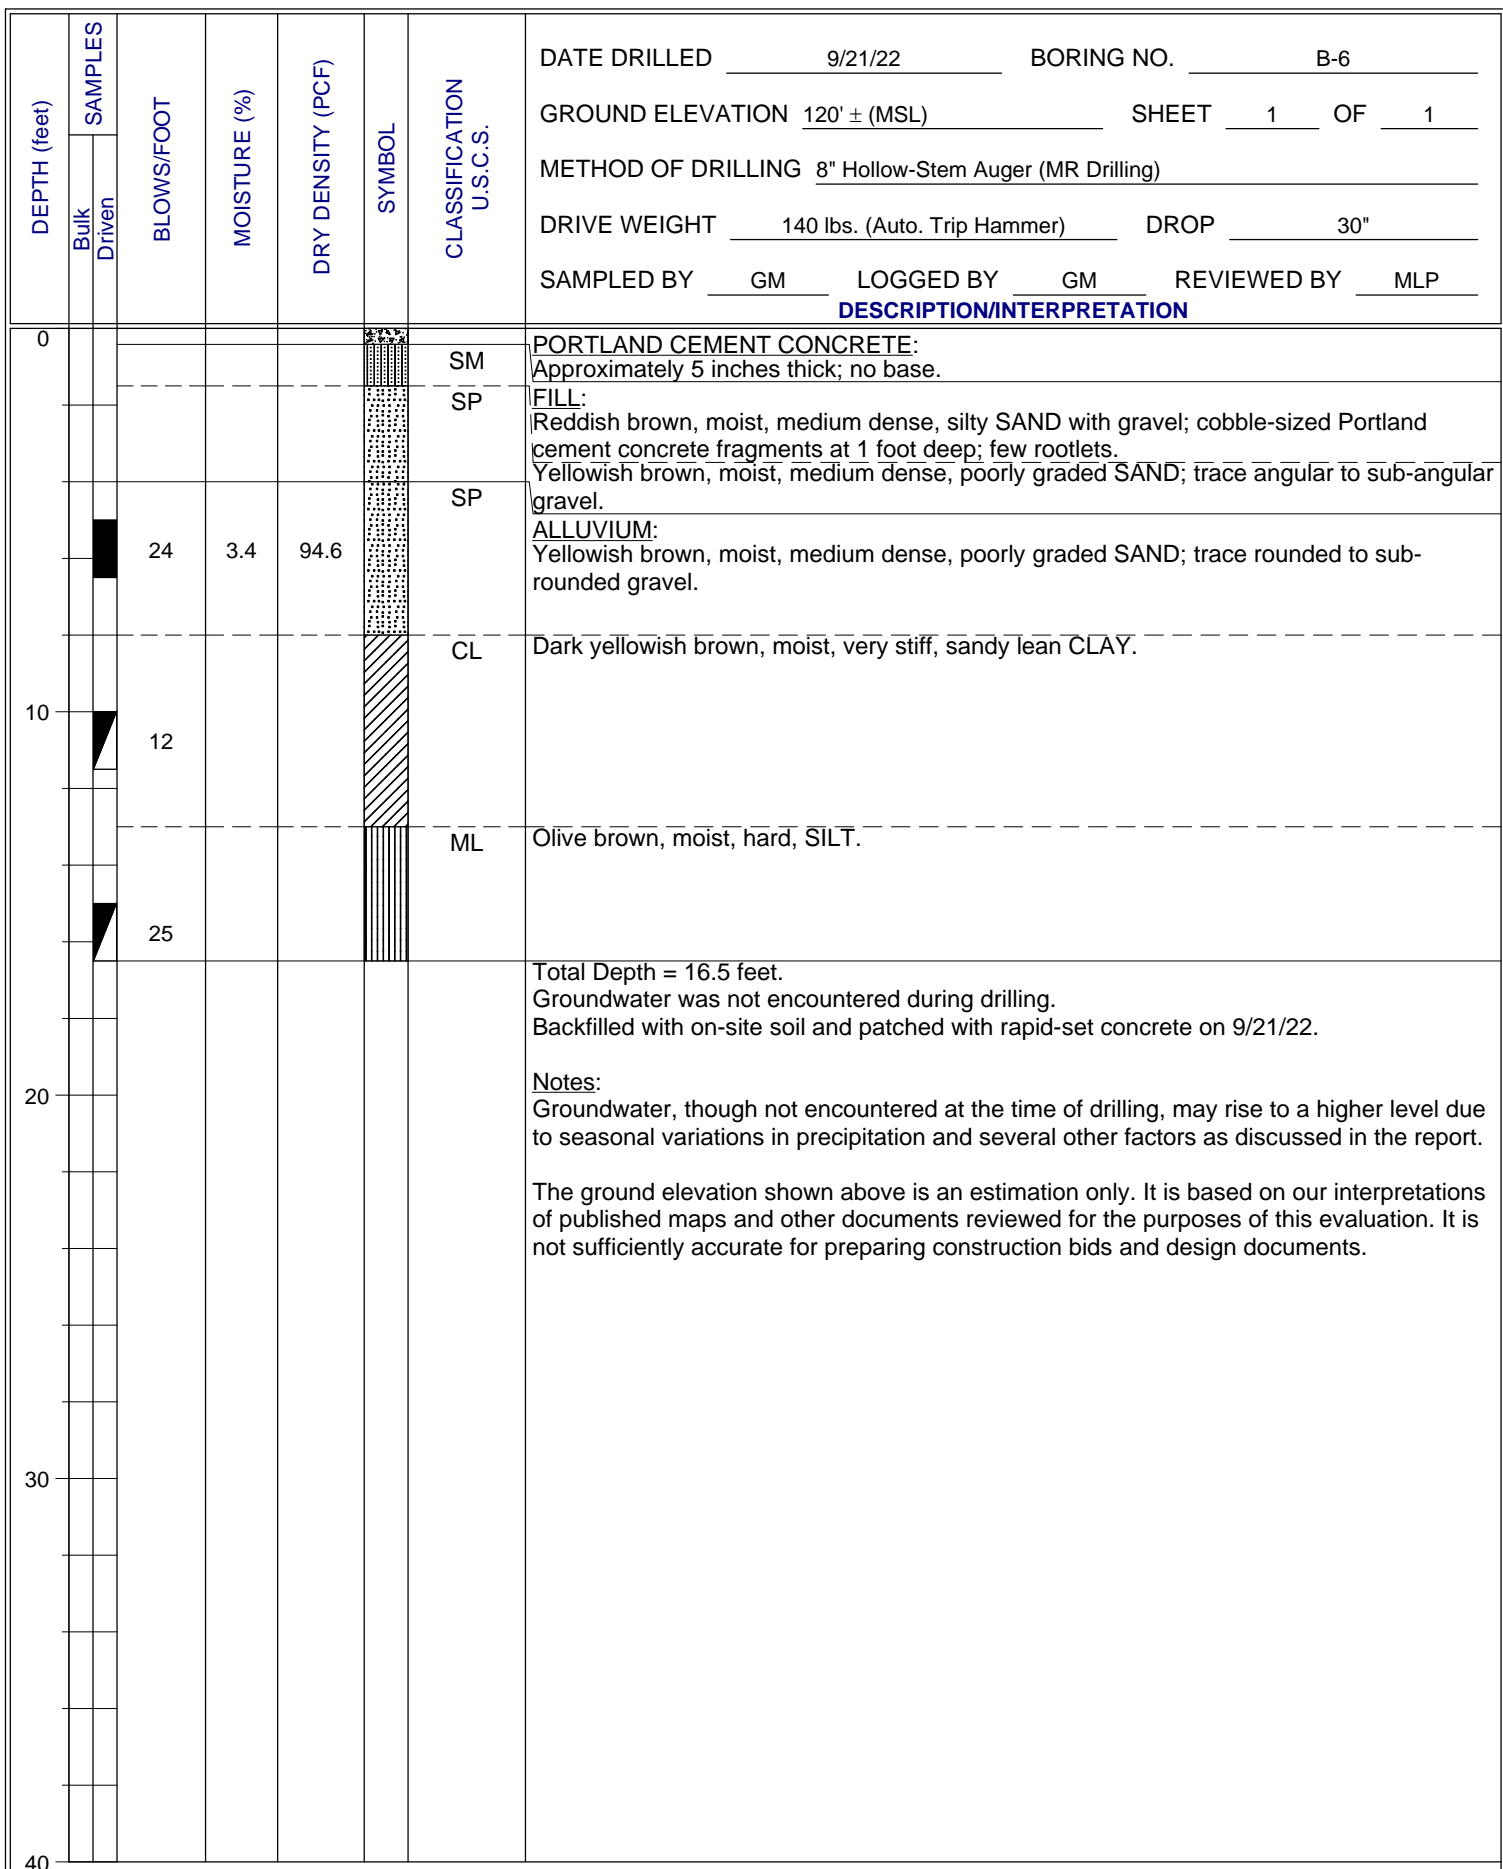 DEPTH (feet)
SAMPLES
Bulk
Driven
BLOWS/FOOT
MOISTURE (%)
DRY DENSITY (PCF)
SYMBOL
CLASSIFICATION
U.S.C.S.
DATE DRILLED 9/21/22 BORING NO. B-6
GROUND ELEVATION 120' ± (MSL) SHEET 1 OF 1
METHOD OF DRILLING 8" Hollow-Stem Auger (MR Drilling)
DRIVE WEIGHT 140 lbs. (Auto. Trip Hammer) DROP 30"
SAMPLED BY GM LOGGED BY GM REVIEWED BY MLP
DESCRIPTION/INTERPRETATION
0
SM
PORTLAND CEMENT CONCRETE:
Approximately 5 inches thick; no base.
SP
FILL:
Reddish brown, moist, medium dense, silty SAND with gravel; cobble-sized Portland
cement concrete fragments at 1 foot deep; few rootlets.
Yellowish brown, moist, medium dense, poorly graded SAND; trace angular to sub-angular
gravel.
SP
ALLUVIUM:
24 3.4 94.6
Yellowish brown, moist, medium dense, poorly graded SAND; trace rounded to sub-
rounded gravel.
CL
Dark yellowish brown, moist, very stiff, sandy lean CLAY.
10
12
ML
Olive brown, moist, hard, SILT.
25
Total Depth = 16.5 feet.
Groundwater was not encountered during drilling.
Backfilled with on-site soil and patched with rapid-set concrete on 9/21/22.
Notes:
20
Groundwater, though not encountered at the time of drilling, may rise to a higher level due
to seasonal variations in precipitation and several other factors as discussed in the report.
The ground elevation shown above is an estimation only. It is based on our interpretations
of published maps and other documents reviewed for the purposes of this evaluation. It is
not sufficiently accurate for preparing construction bids and design documents.
30
40